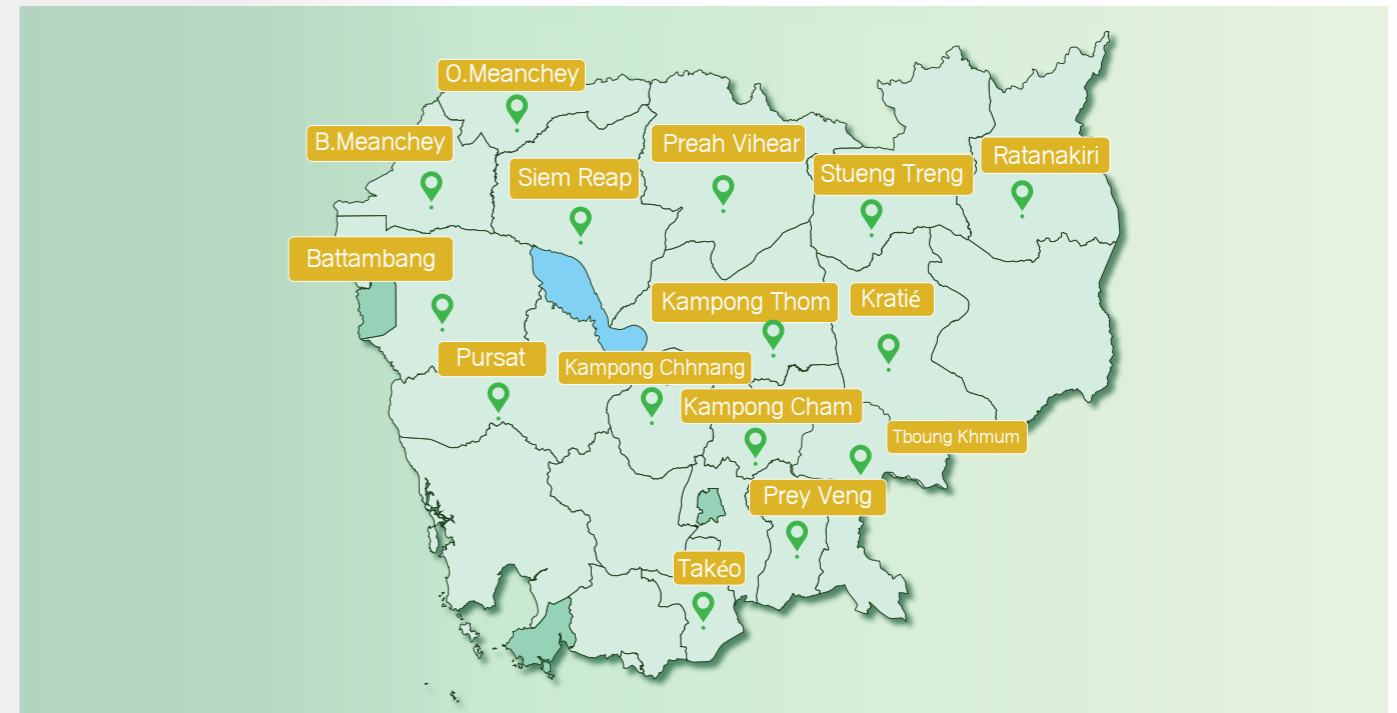 O.Meanchey
B.Meanchey
Preah Vihear
Ratanakiri
Siem Reap
Stueng Treng
Battambang
Kampong Thom
Kratié
Pursat
Kampong Chhnang
Kampong Cham
Tboung Khmum
Prey Veng
Takéo